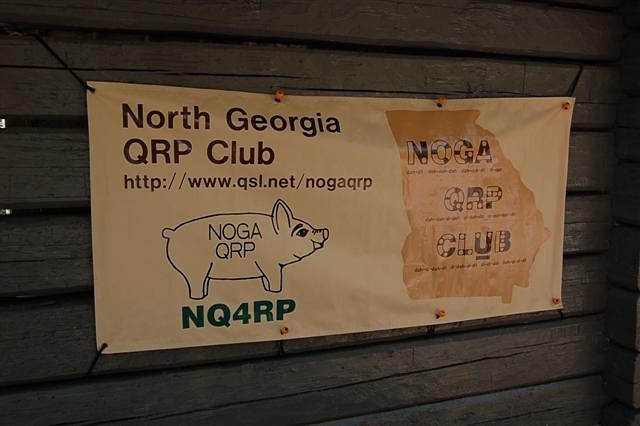 North Georgia
QRP Club
http://www.qsl.net/nogaqrp
NOGA
QRP
NQ4RP
NOGA
QRP
CLUB